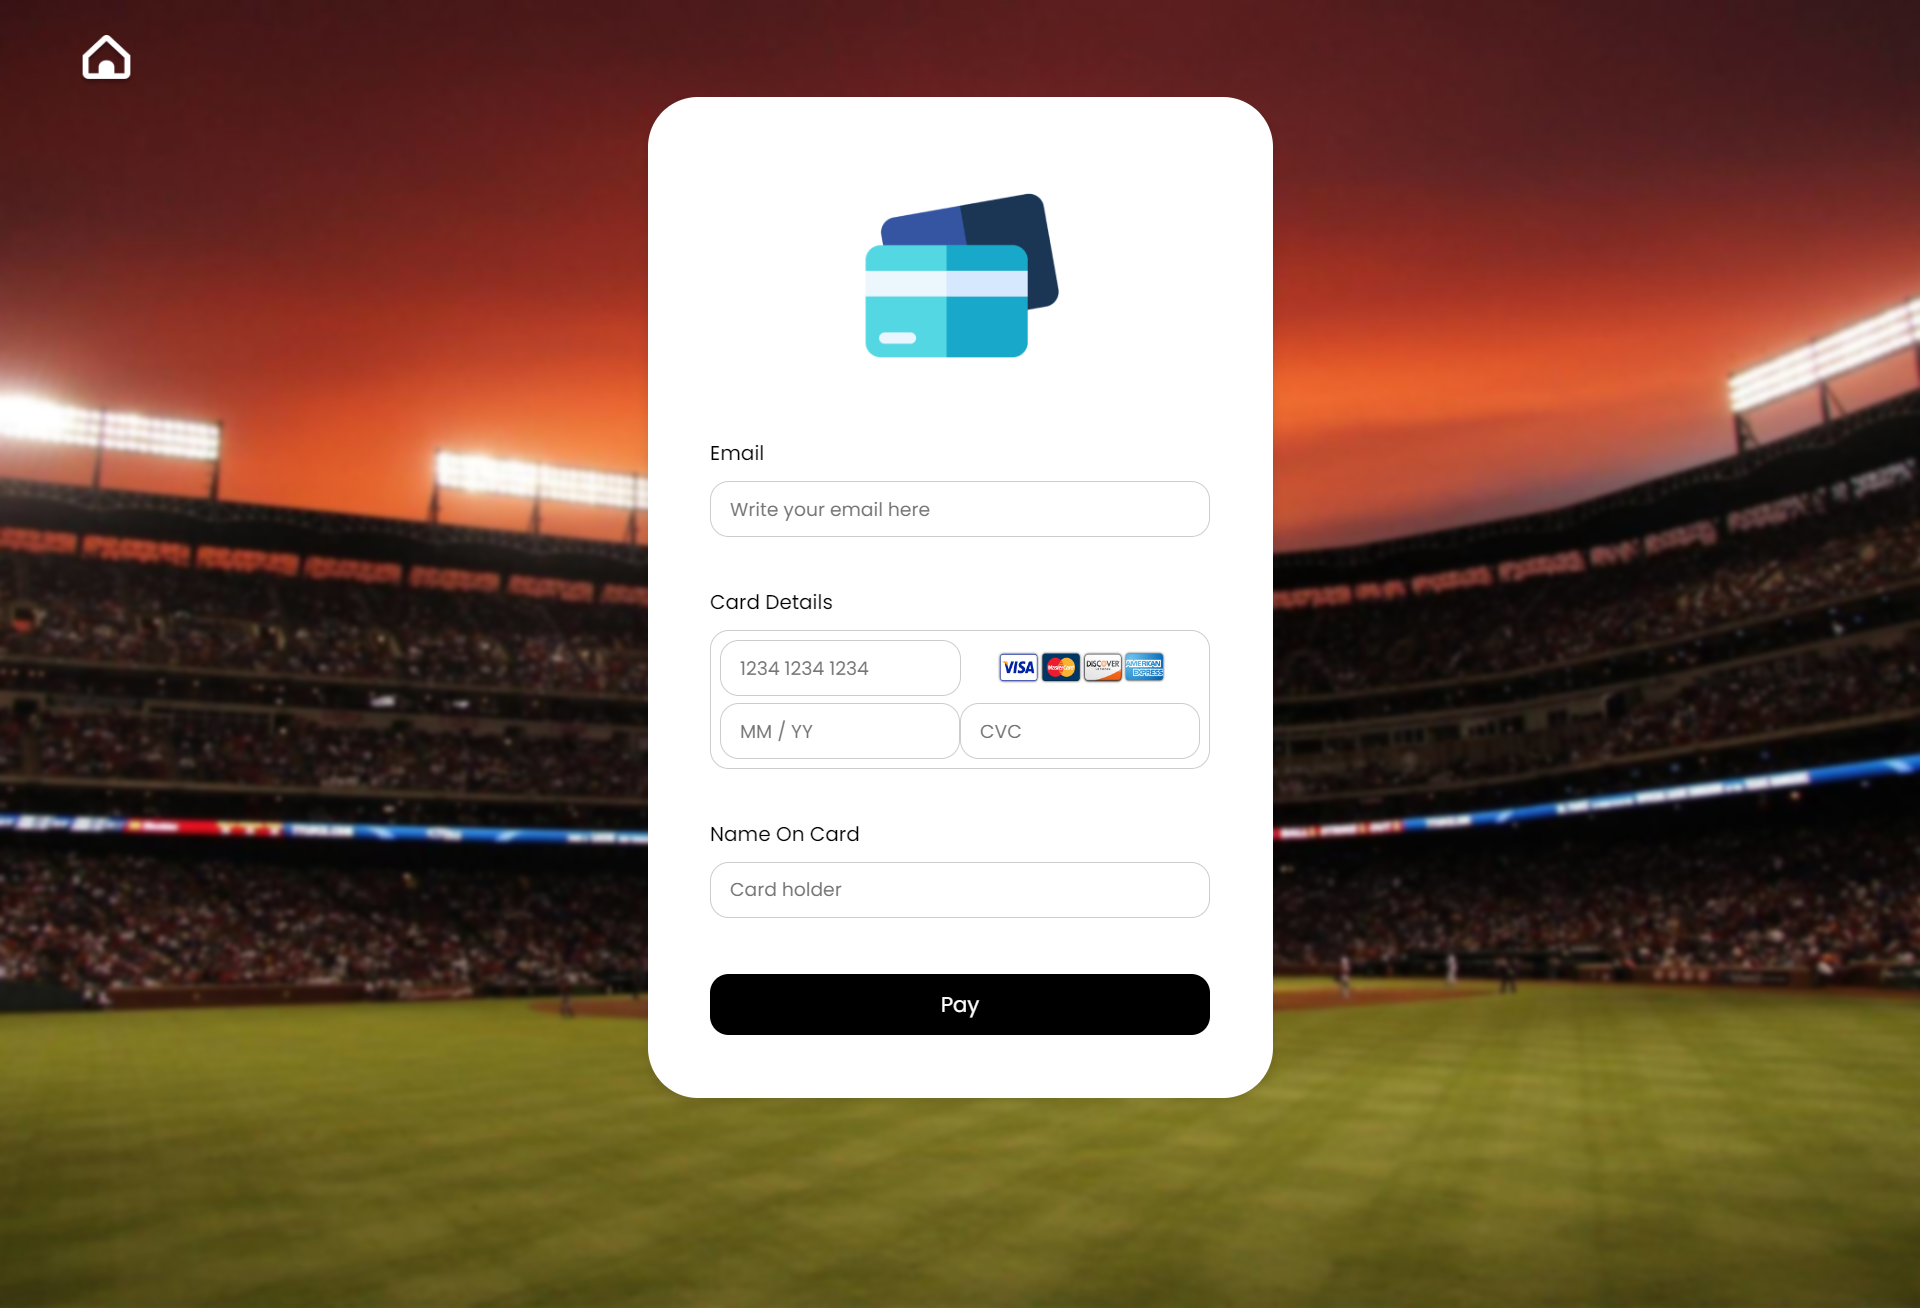 Email
Write your email here
Card Details
1234 1234 1234
VISA MasterCard DISCOVER AMERICAN EXPRESS
MM / YY
CVC
Name On Card
Card holder
Pay